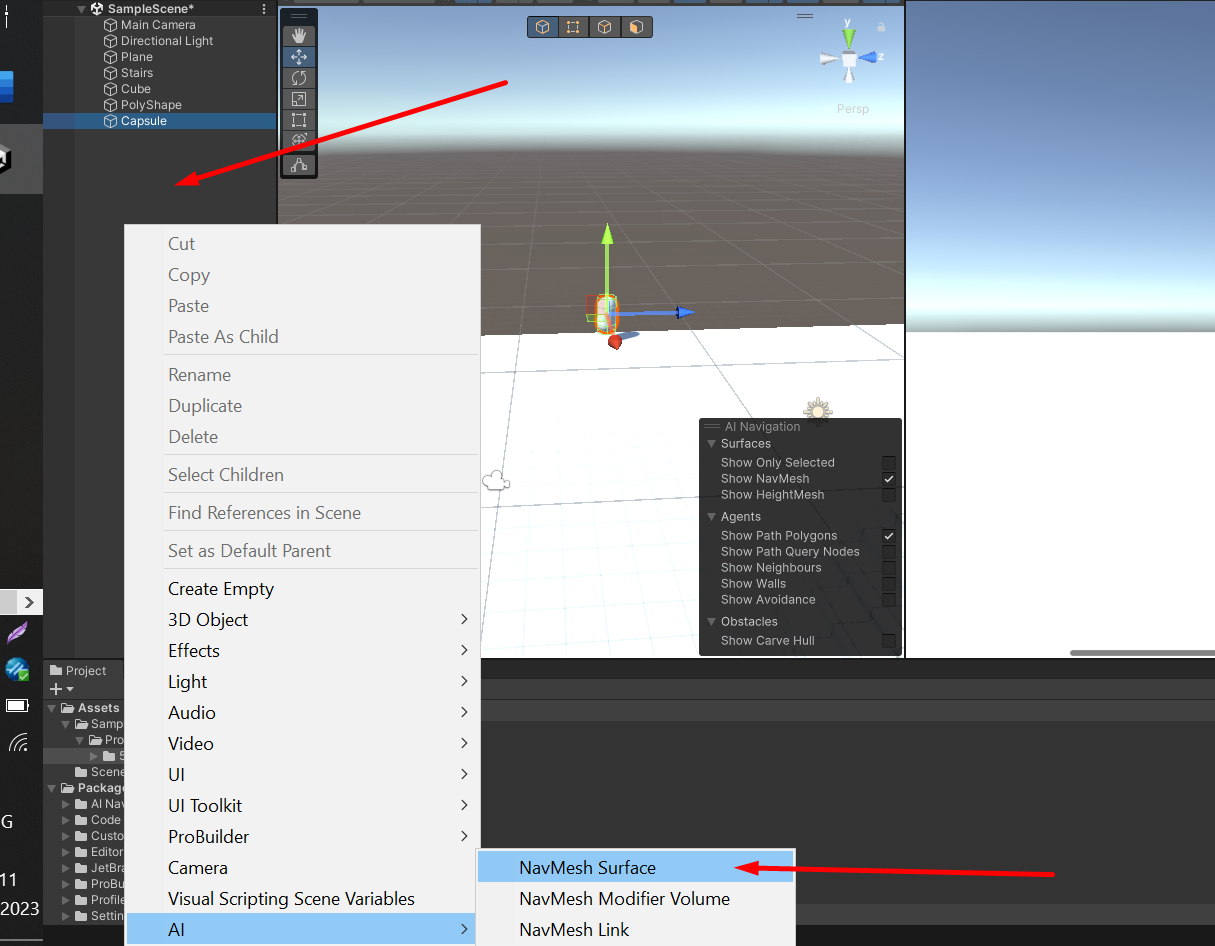 SampleScene*
Main Camera
Directional Light
Plane
Stairs
Cube
PolyShape
Capsule
y
z
Persp
Cut
Copy
Paste
Paste As Child
Rename
Duplicate
Delete
Select Children
Find References in Scene
Set as Default Parent
Create Empty
3D Object
Effects
Light
Audio
Video
UI
UI Toolkit
ProBuilder
Camera
Visual Scripting Scene Variables
AI
NavMesh Surface
NavMesh Modifier Volume
NavMesh Link
AI Navigation
Surfaces
Show Only Selected
Show NavMesh
Show HeightMesh
Agents
Show Path Polygons
Show Path Query Nodes
Show Neighbours
Show Walls
Show Avoidance
Obstacles
Show Carve Hull
Project
Assets
Samp
Pro
5
Scene
Package
AI Nav
Code
Custo
Editor
JetBra
ProBu
Profile
Settin
G
11
2023